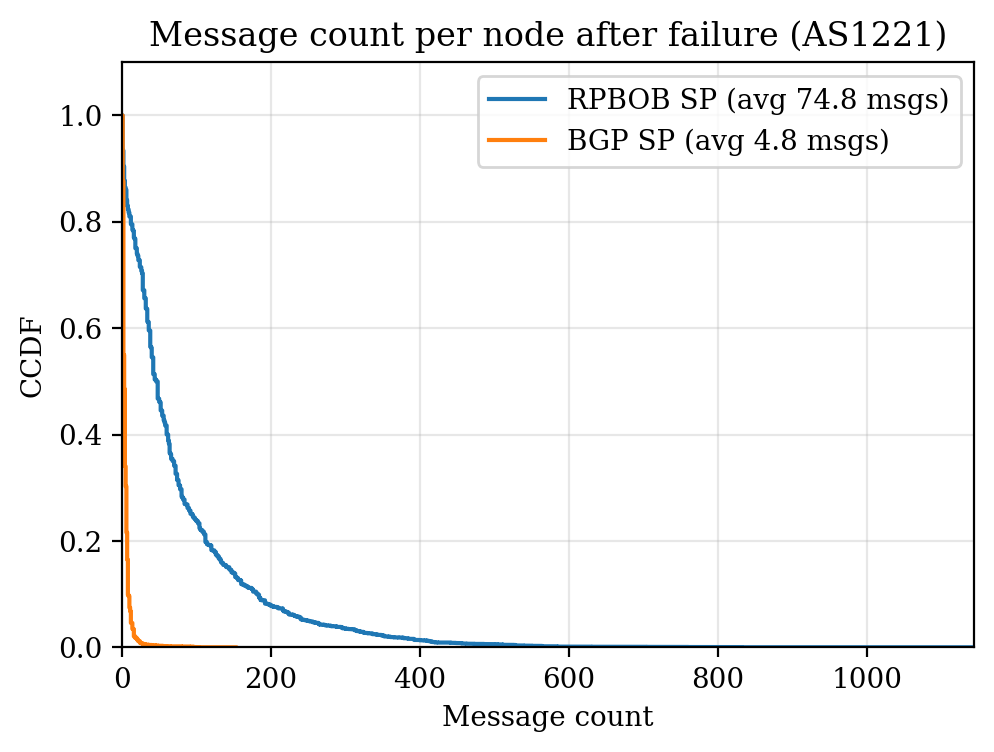 Message count per node after failure (AS1221)
RPBOB SP (avg 74.8 msgs)
BGP SP (avg 4.8 msgs)
1.0
0.8
0.6
0.4
0.2
0.0
CCDF
0 200 400 600 800 1000
Message count